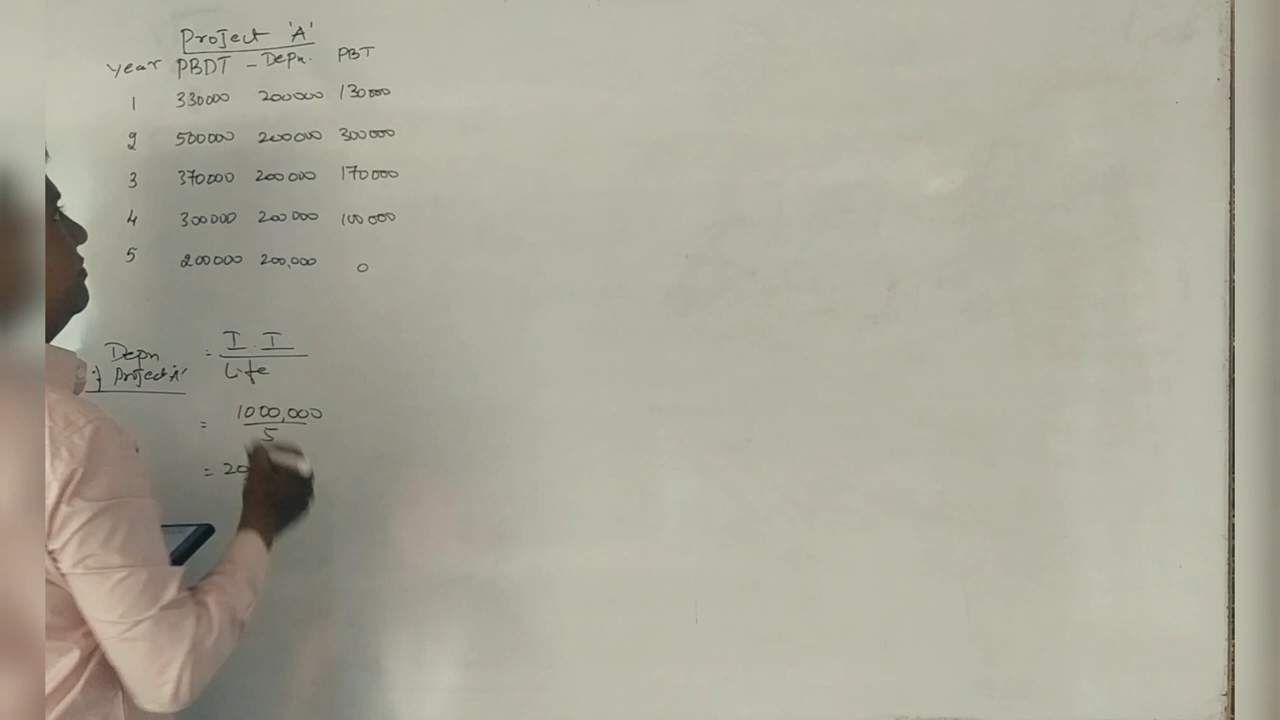 Project 'A'
Year PBDT - Depn. PBT
1 330000 200000 130000
2 500000 200000 300000
3 370000 200000 170000
4 300000 200000 100000
5 200000 200,000 0
Depn = I.I
:} Project 'A' Life
= 1000,000
5
= 20